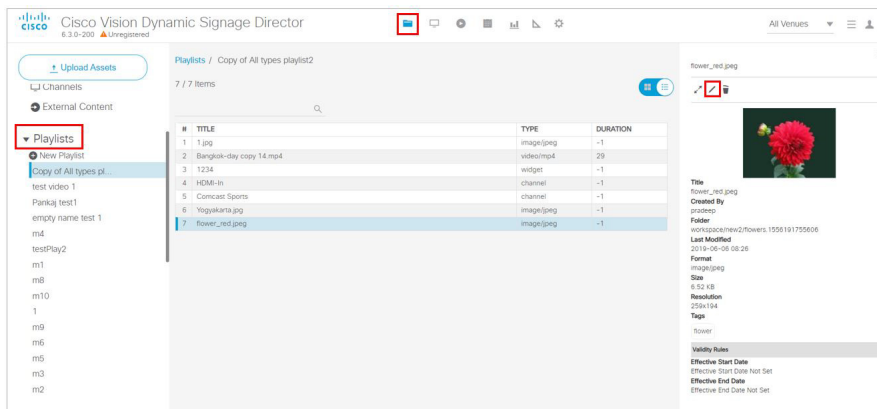 cisco
Cisco Vision Dynamic Signage Director
6.3.0-200 Unregistered
All Venues
Upload Assets
Channels
External Content
Playlists
New Playlist
Copy of All types pl...
test video 1
Pankaj test1
empty name test 1
m4
testPlay2
m1
m8
m10
1
m9
m6
m5
m3
m2
Playlists / Copy of All types playlist2
7 / 7 Items
# TITLE TYPE DURATION
1 1.jpg image/jpeg -1
2 Bangkok-day copy 14.mp4 video/mp4 29
3 1234 widget -1
4 HDMI-In channel -1
5 Comcast Sports channel -1
6 Yogyakarta.jpg image/jpeg -1
7 flower_red.jpeg image/jpeg -1
flower_red.jpeg
Title
flower_red.jpeg
Created By
pradeep
Folder
workspace/new2/flowers.1556191755606
Last Modified
2019-06-06 08:26
Format
image/jpeg
Size
6.52 KB
Resolution
259x194
Tags
flower
Validity Rules
Effective Start Date
Effective Start Date Not Set
Effective End Date
Effective End Date Not Set